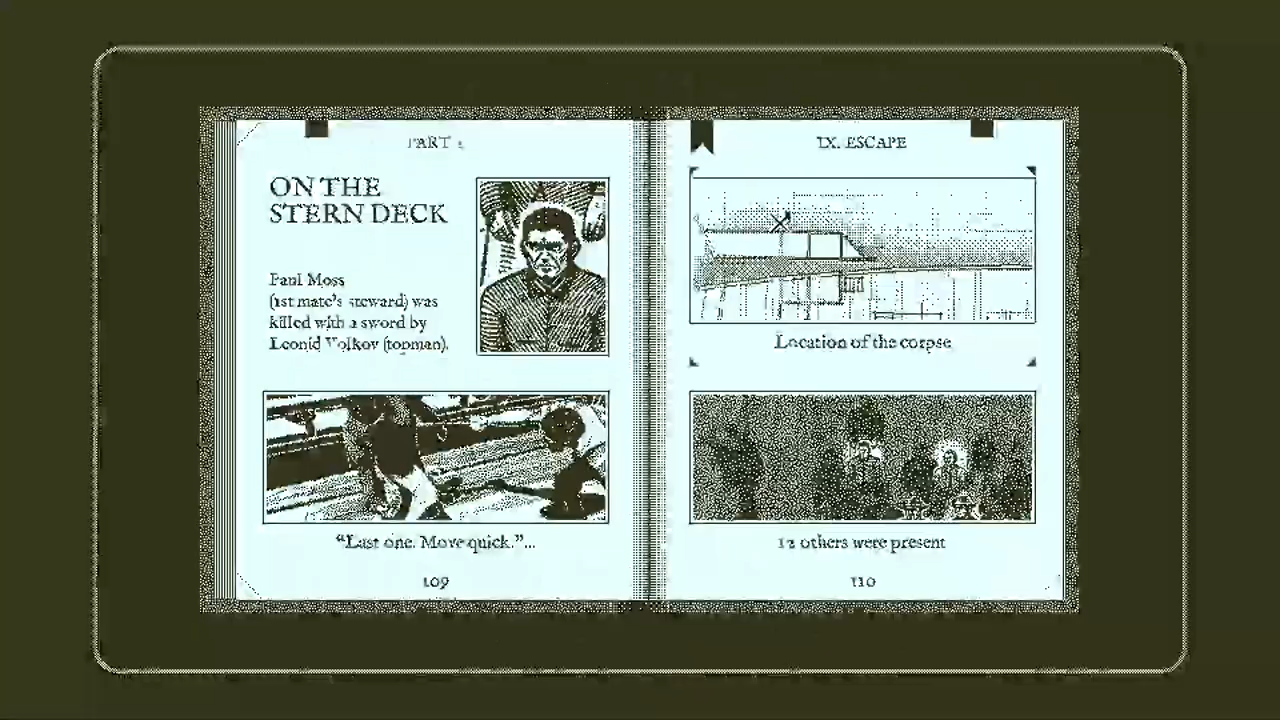 PART 1
ON THE
STERN DECK
Paul Moss
(1st mate's steward) was
killed with a sword by
Leonid Volkov (topman).
"Last one. Move quick."...
109
IX. ESCAPE
Location of the corpse
12 others were present
110